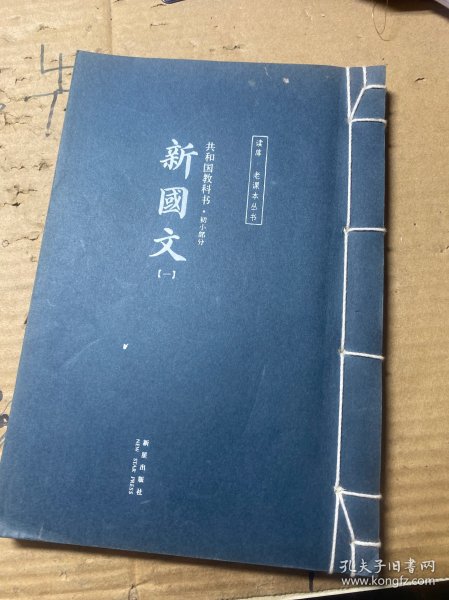 读库·老课本丛书
共和国教科书·初小部分
新國文
【一】
新星出版社
NEW STAR PRESS
孔夫子旧书网
www.kongfz.com